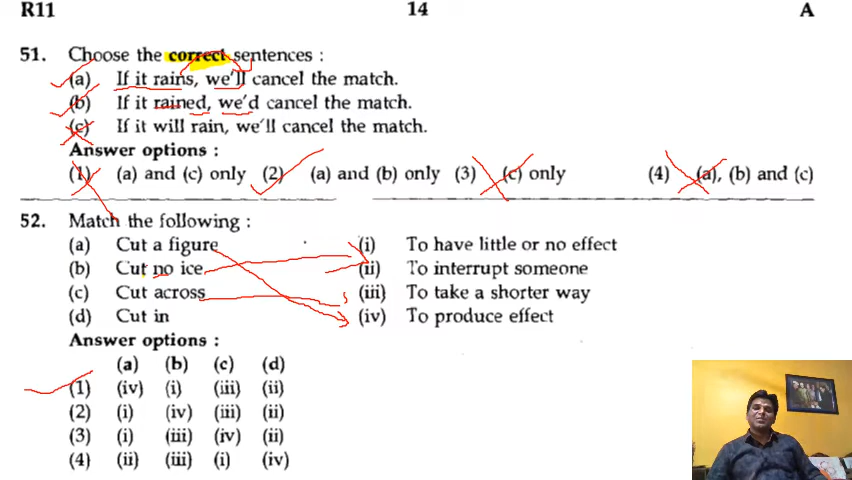 R11 14 A
51. Choose the correct sentences :
(a) If it rains, we'll cancel the match.
(b) If it rained, we'd cancel the match.
(c) If it will rain, we'll cancel the match.
Answer options :
(1) (a) and (c) only (2) (a) and (b) only (3) (c) only (4) (a), (b) and (c)
52. Match the following :
(a) Cut a figure (i) To have little or no effect
(b) Cut no ice (ii) To interrupt someone
(c) Cut across (iii) To take a shorter way
(d) Cut in (iv) To produce effect
Answer options :
(a) (b) (c) (d)
(1) (iv) (i) (iii) (ii)
(2) (i) (iv) (iii) (ii)
(3) (i) (iii) (iv) (ii)
(4) (ii) (iii) (i) (iv)